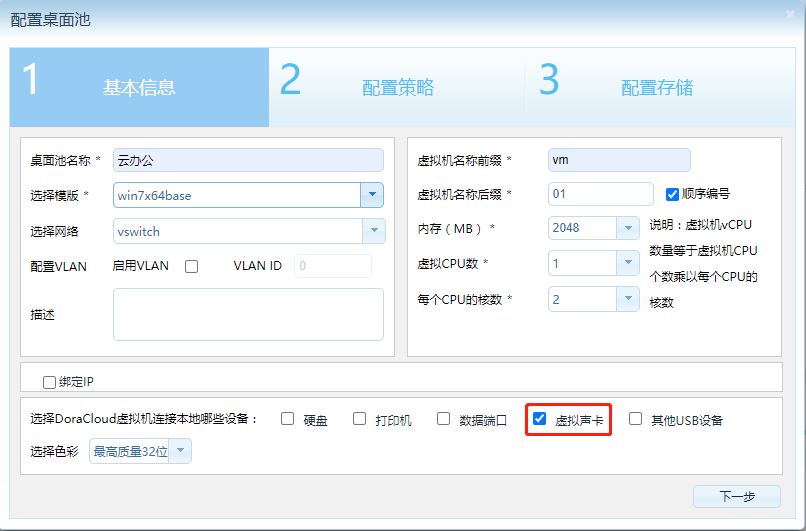 配置桌面池
1 基本信息
2 配置策略
3 配置存储
桌面池名称 * 云办公
选择模版 * win7x64base
选择网络 vswitch
配置VLAN 启用VLAN VLAN ID 0
描述
虚拟机名称前缀 * vm
虚拟机名称后缀 * 01 顺序编号
内存（MB） * 2048
虚拟CPU数 * 1
每个CPU的核数 * 2
说明：虚拟机vCPU
数量等于虚拟机CPU
个数乘以每个CPU的
核数
绑定IP
选择DoraCloud虚拟机连接本地哪些设备： 硬盘 打印机 数据端口 虚拟声卡 其他USB设备
选择色彩 最高质量32位
下一步